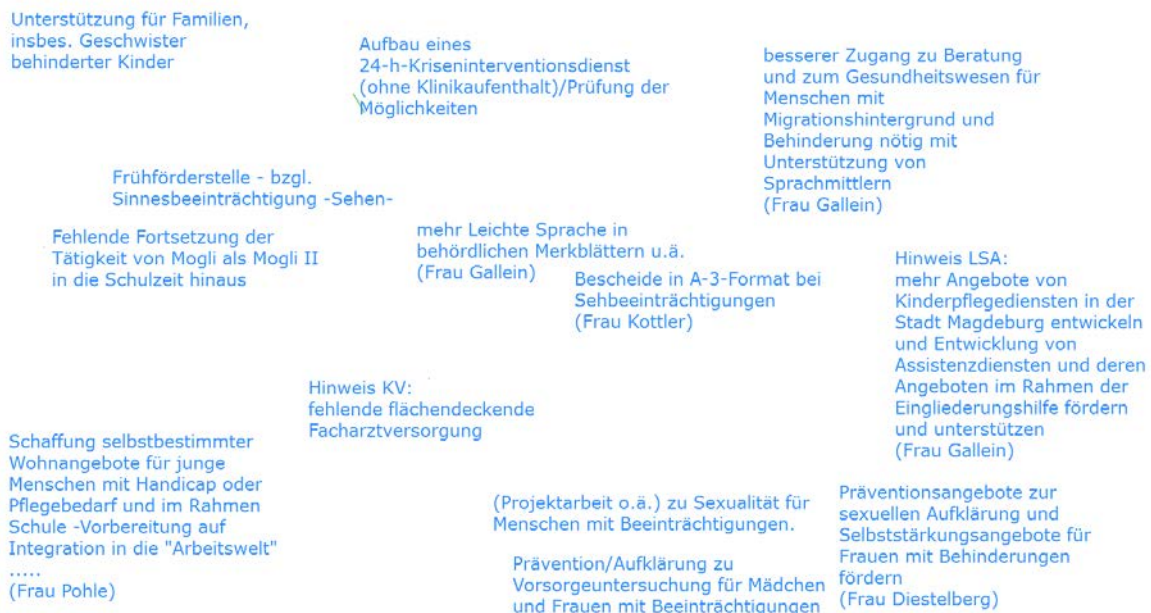 Unterstützung für Familien,
insbes. Geschwister
behinderter Kinder
Aufbau eines
24-h-Kriseninterventionsdienst
(ohne Klinikaufenthalt)/Prüfung der
Möglichkeiten
besserer Zugang zu Beratung
und zum Gesundheitswesen für
Menschen mit
Migrationshintergrund und
Behinderung nötig mit
Unterstützung von
Sprachmittlern
(Frau Gallein)
Frühförderstelle - bzgl.
Sinnesbeeinträchtigung -Sehen-
Fehlende Fortsetzung der
Tätigkeit von Mogli als Mogli II
in die Schulzeit hinaus
mehr Leichte Sprache in
behördlichen Merkblättern u.ä.
(Frau Gallein)
Bescheide in A-3-Format bei
Sehbeeinträchtigungen
(Frau Kottler)
Hinweis LSA:
mehr Angebote von
Kinderpflegediensten in der
Stadt Magdeburg entwickeln
und Entwicklung von
Assistenzdiensten und deren
Angeboten im Rahmen der
Eingliederungshilfe fördern
und unterstützen
(Frau Gallein)
Hinweis KV:
fehlende flächendeckende
Facharztversorgung
Schaffung selbstbestimmter
Wohnangebote für junge
Menschen mit Handicap oder
Pflegebedarf und im Rahmen
Schule -Vorbereitung auf
Integration in die "Arbeitswelt"
.....
(Frau Pohle)
(Projektarbeit o.ä.) zu Sexualität für
Menschen mit Beeinträchtigungen.
Prävention/Aufklärung zu
Vorsorgeuntersuchung für Mädchen
und Frauen mit Beeinträchtigungen
Präventionsangebote zur
sexuellen Aufklärung und
Selbststärkungsangebote für
Frauen mit Behinderungen
fördern
(Frau Diestelberg)